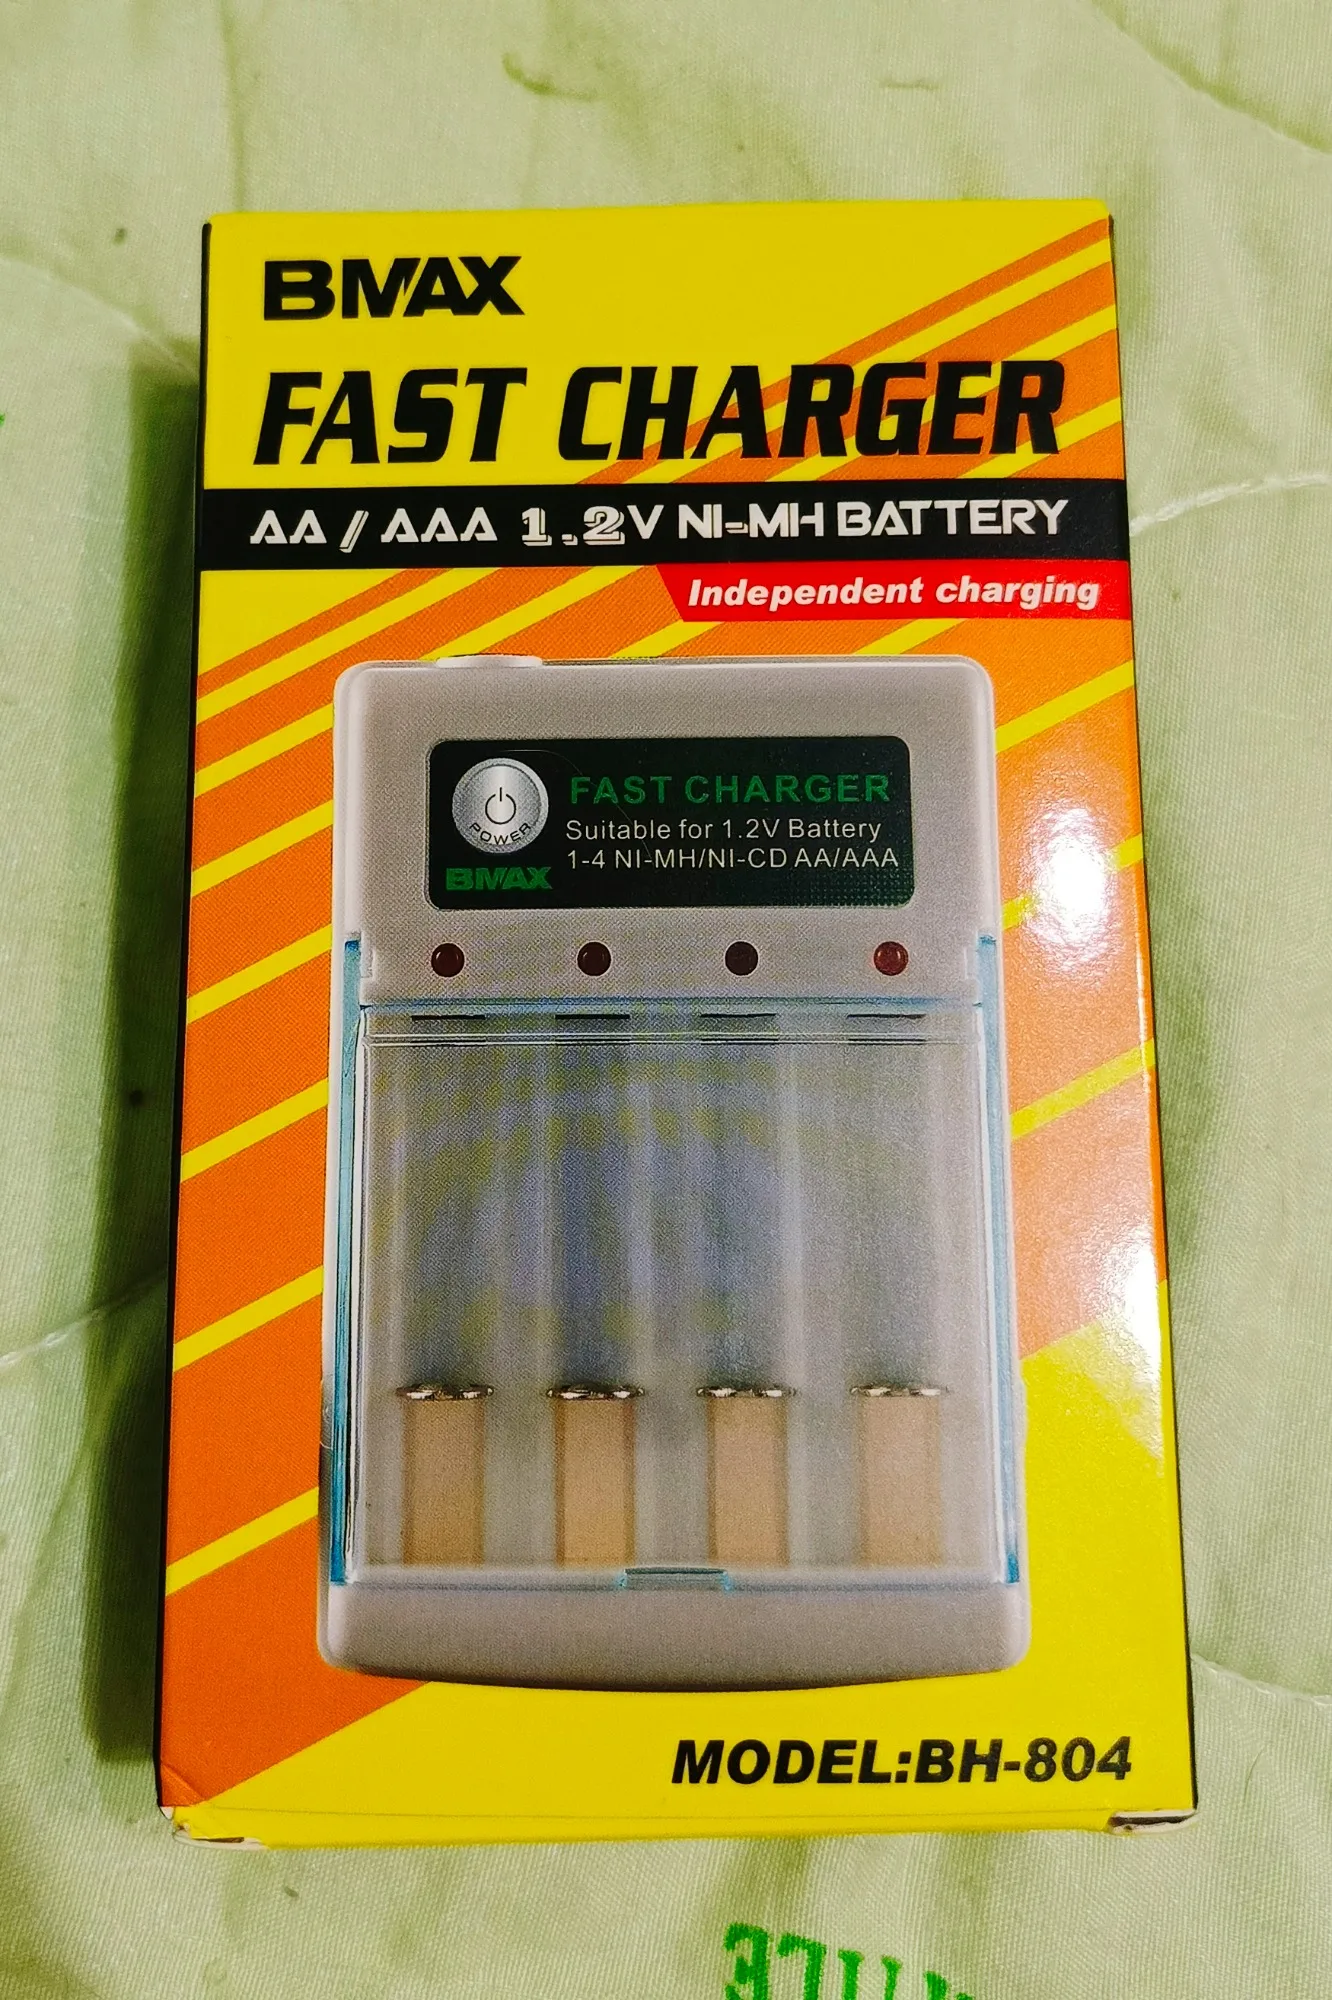 BMAX
FAST CHARGER
AA / AAA 1.2V NI-MH BATTERY
Independent charging
POWER
BMAX
FAST CHARGER
Suitable for 1.2V Battery
1-4 NI-MH/NI-CD AA/AAA
MODEL:BH-804